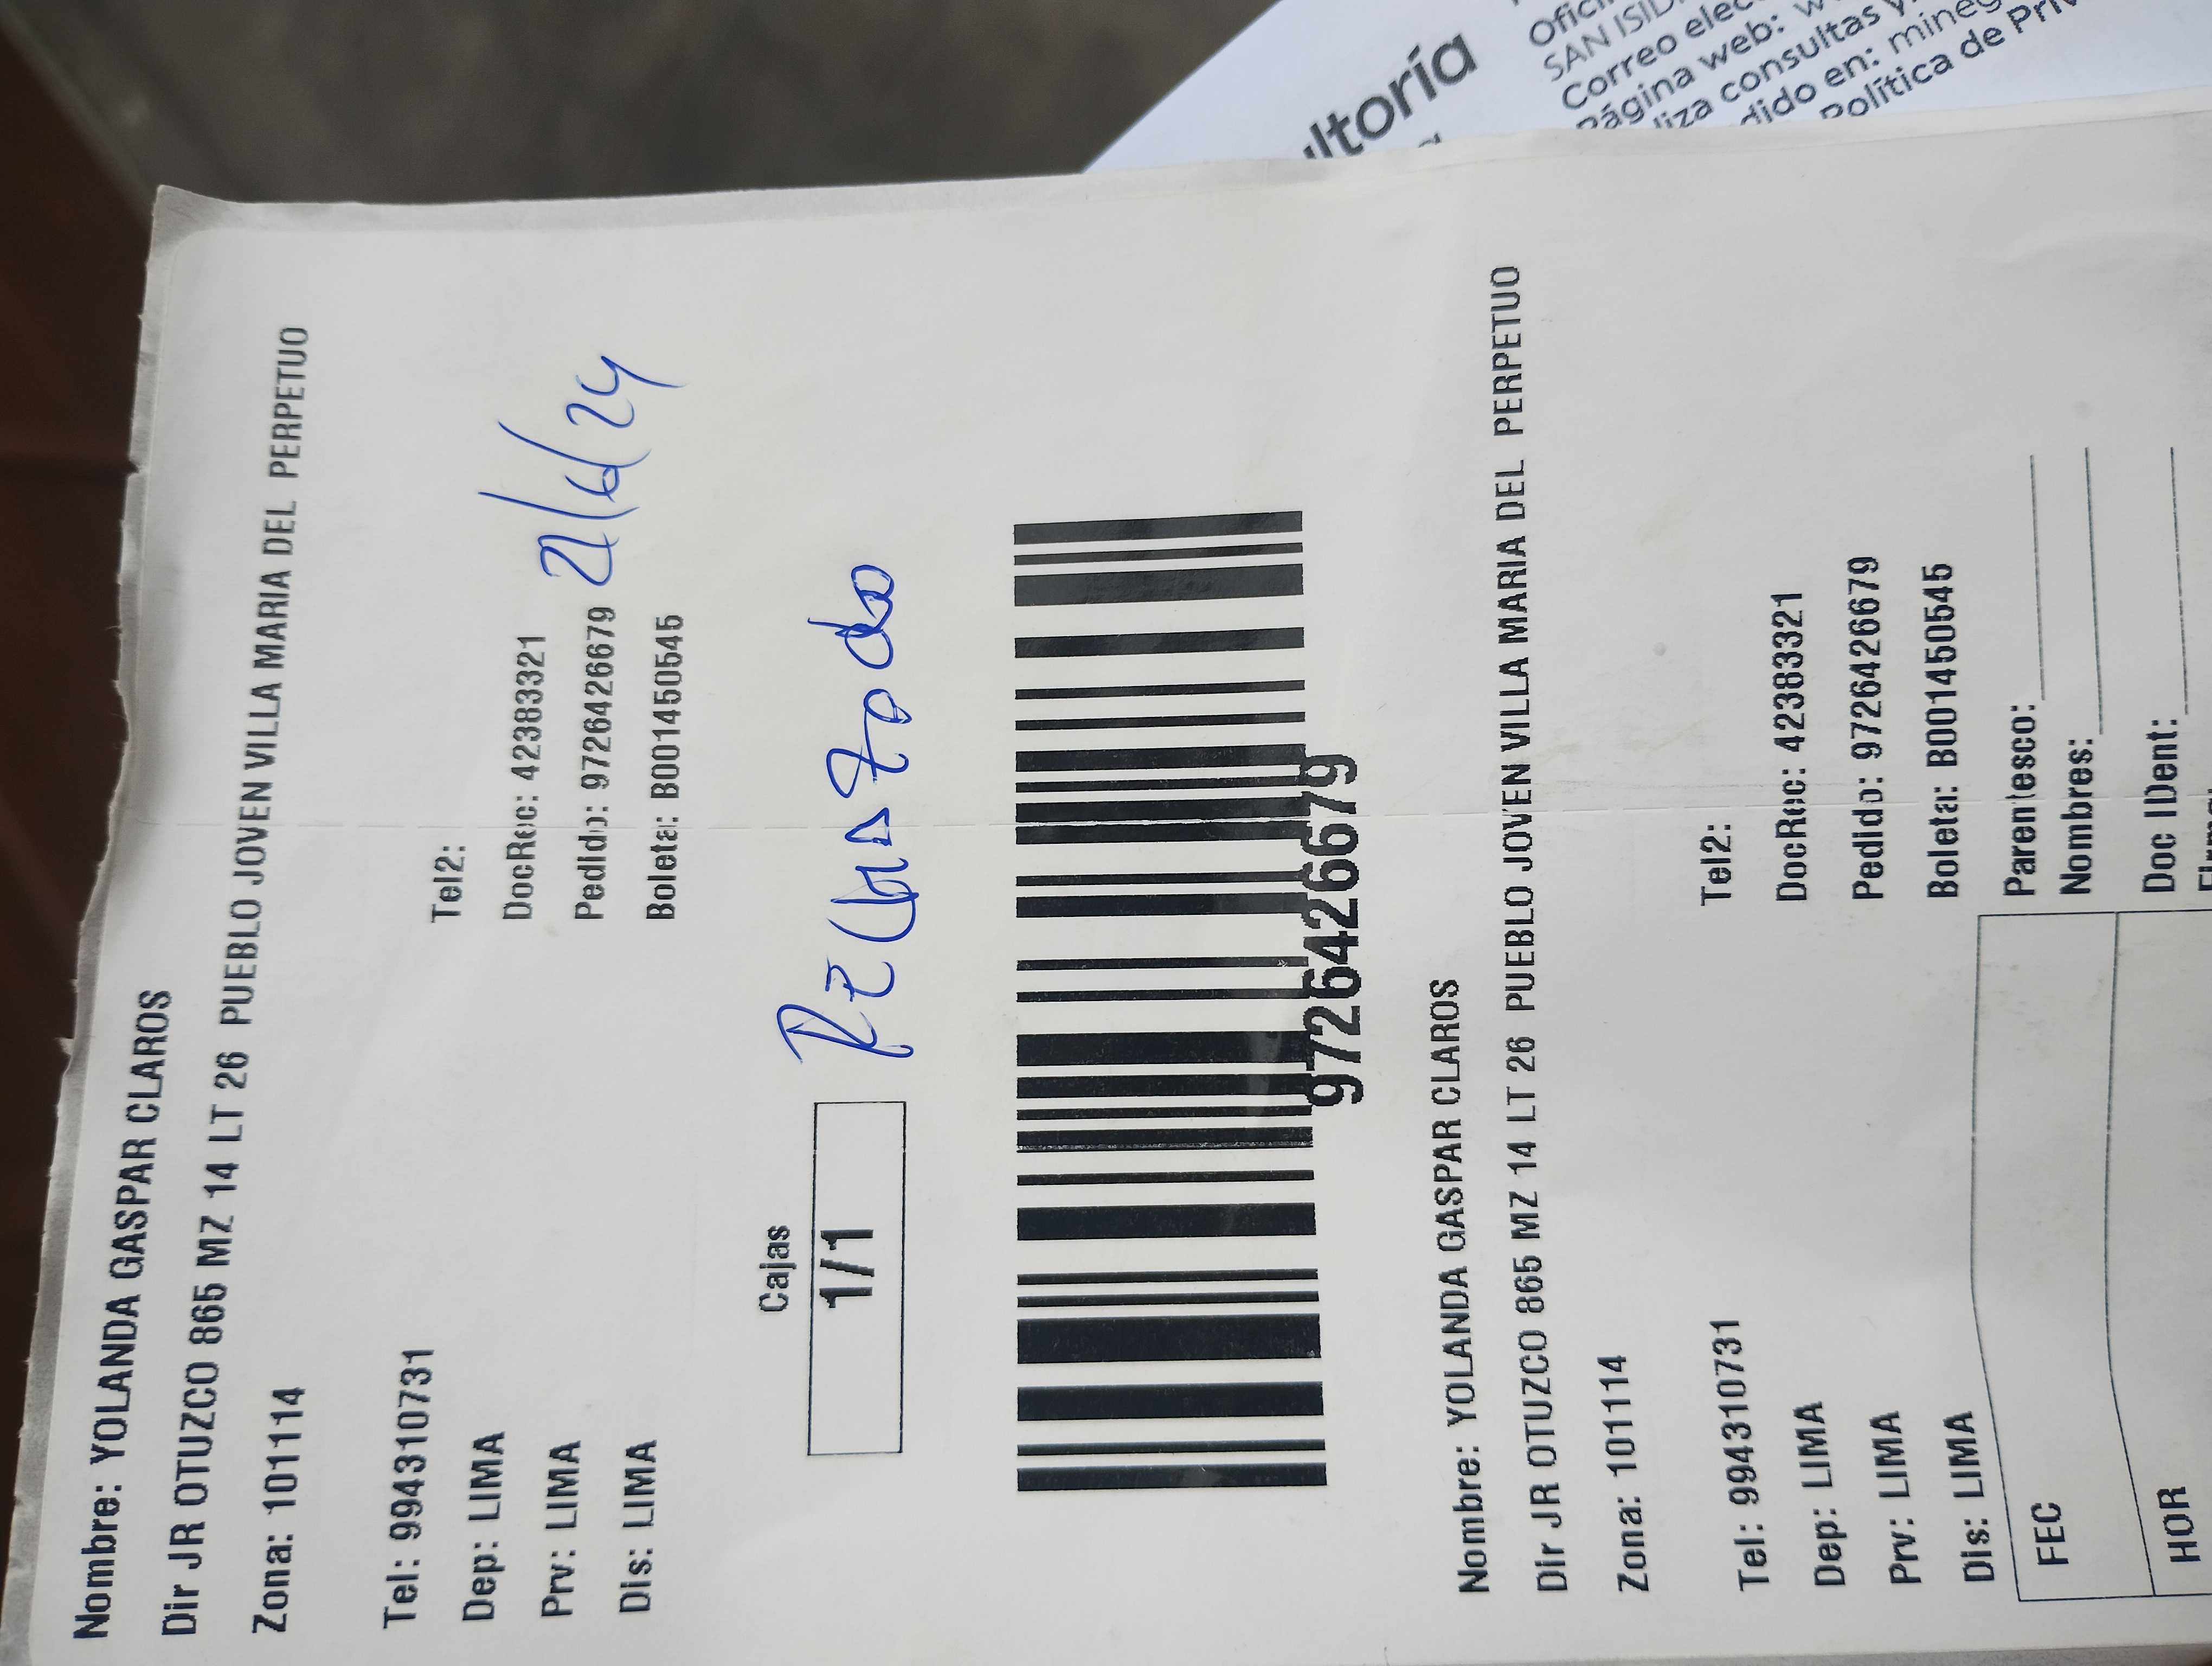 ltoría
Ofici
SAN ISID
Correo elec
Página web: w
liza consultas y
dido en: mineg
Política de Pri
Nombre: YOLANDA GASPAR CLAROS
Dir JR OTUZCO 865 MZ 14 LT 26 PUEBLO JOVEN VILLA MARIA DEL PERPETUO
Zona: 101114
Tel: 994310731 Tel2:
Dep: LIMA DocRec: 42383321
Prv: LIMA Pedido: 9726426679 21/6/24
Dis: LIMA Boleta: B001450545
Cajas
1/1 Rehusado
9726426679
Nombre: YOLANDA GASPAR CLAROS
Dir JR OTUZCO 865 MZ 14 LT 26 PUEBLO JOVEN VILLA MARIA DEL PERPETUO
Zona: 101114
Tel: 994310731 Tel2:
Dep: LIMA DocRec: 42383321
Prv: LIMA Pedido: 9726426679
Dis: LIMA Boleta: B001450545
FEC Parentesco:
Nombres:
HOR Doc IDent: